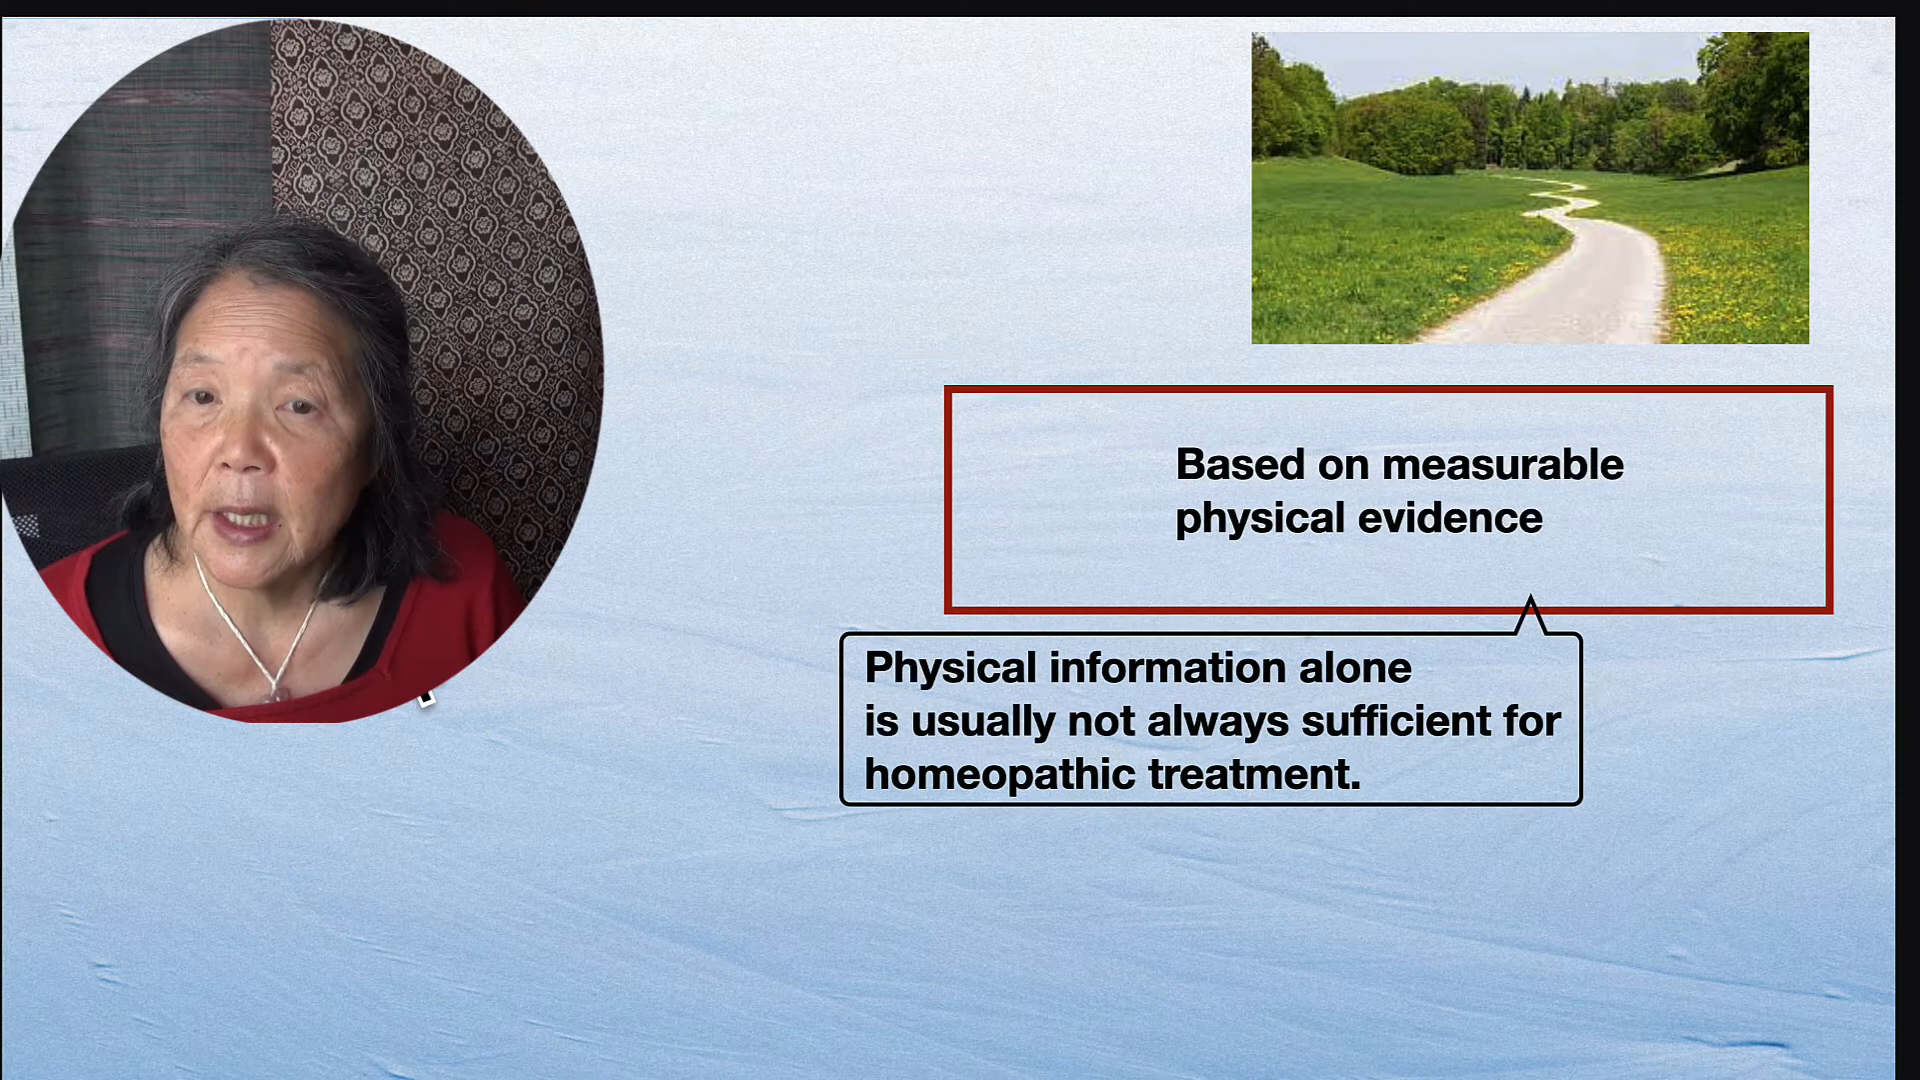 Based on measurable
physical evidence
Physical information alone
is usually not always sufficient for
homeopathic treatment.